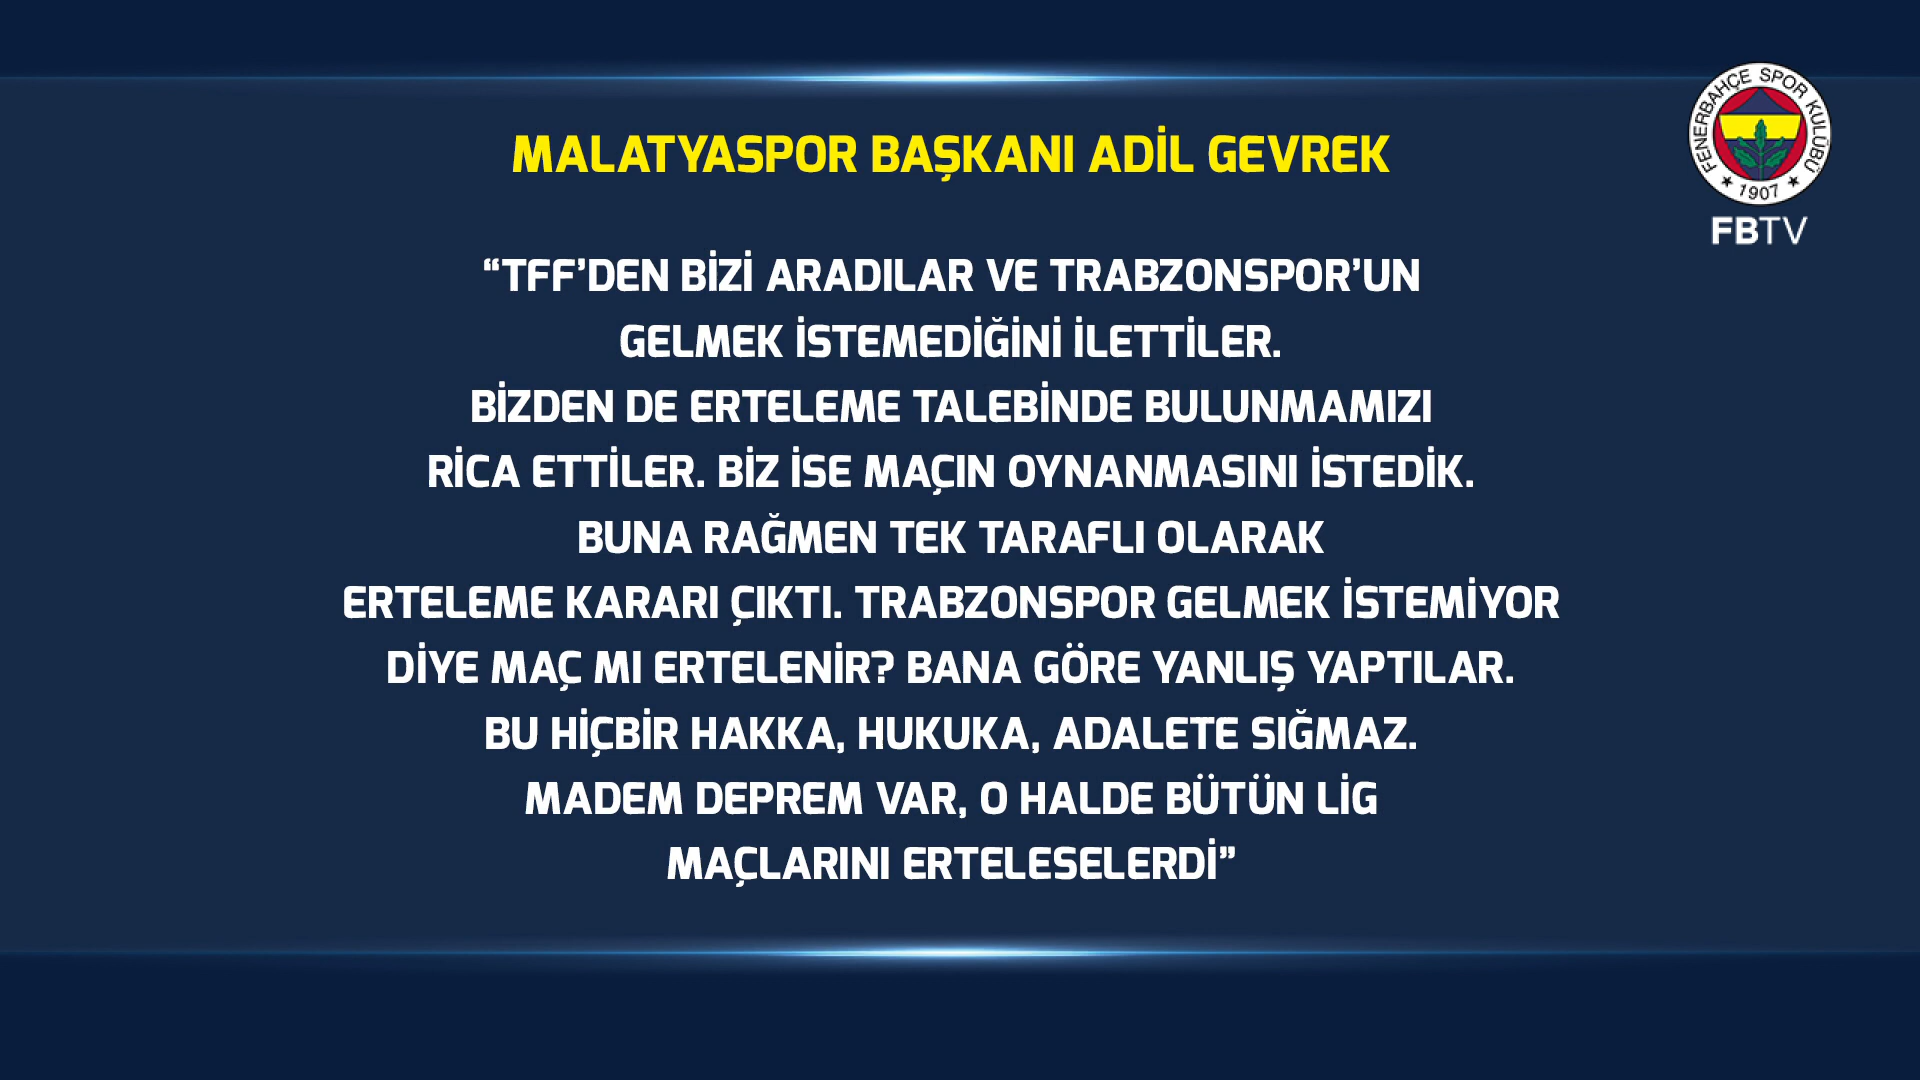 MALATYASPOR BAŞKANI ADİL GEVREK
FENERBAHÇE SPOR KULÜBÜ
★ 1907 ★
FBTV
“TFF’DEN BİZİ ARADILAR VE TRABZONSPOR’UN
GELMEK İSTEMEDİĞİNİ İLETTİLER.
BİZDEN DE ERTELEME TALEBİNDE BULUNMAMIZI
RİCA ETTİLER. BİZ İSE MAÇIN OYNANMASINI İSTEDİK.
BUNA RAĞMEN TEK TARAFLI OLARAK
ERTELEME KARARI ÇIKTI. TRABZONSPOR GELMEK İSTEMİYOR
DİYE MAÇ MI ERTELENİR? BANA GÖRE YANLIŞ YAPTILAR.
BU HİÇBİR HAKKA, HUKUKA, ADALETE SIĞMAZ.
MADEM DEPREM VAR, O HALDE BÜTÜN LİG
MAÇLARINI ERTELESELERDİ”